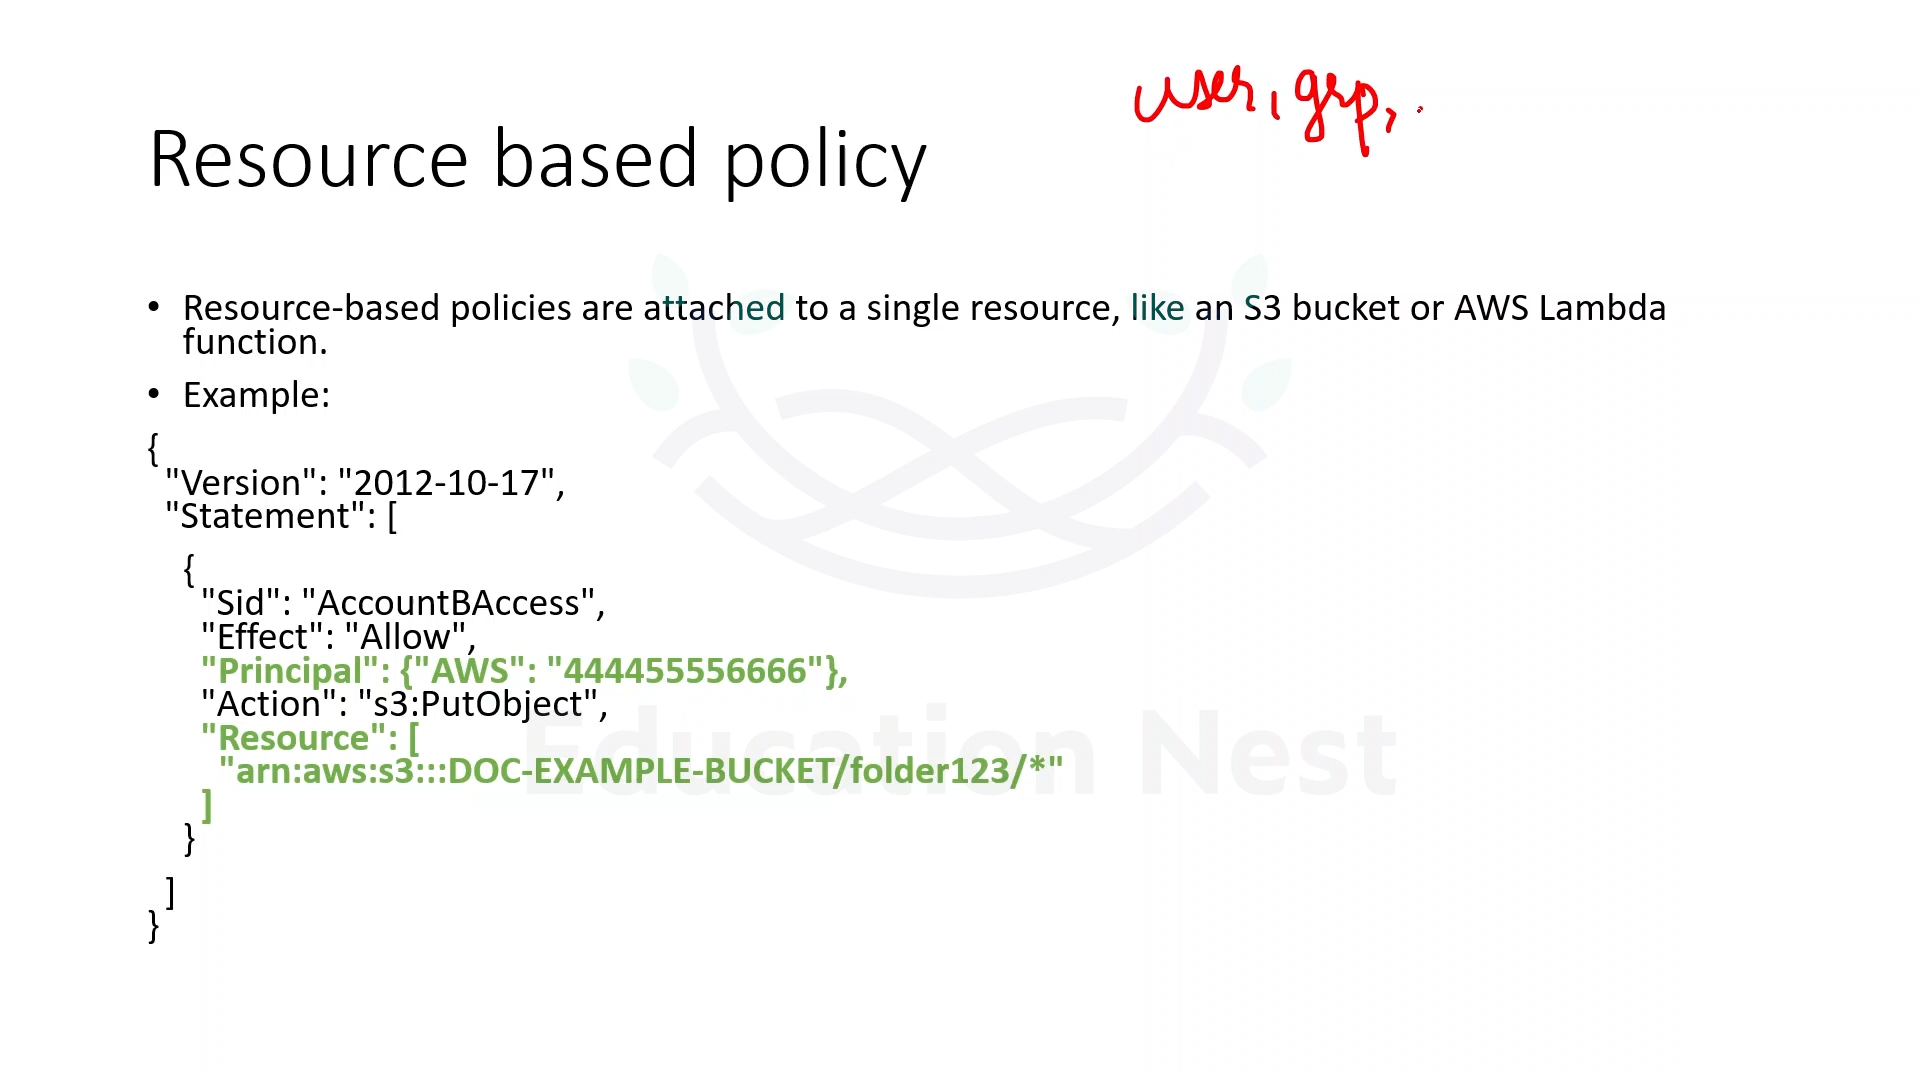 user, grp,
Resource based policy
• Resource-based policies are attached to a single resource, like an S3 bucket or AWS Lambda
function.
• Example:
{
"Version": "2012-10-17",
"Statement": [
{
"Sid": "AccountBAccess",
"Effect": "Allow",
"Principal": {"AWS": "444455556666"},
"Action": "s3:PutObject",
"Resource": [
"arn:aws:s3:::DOC-EXAMPLE-BUCKET/folder123/*"
]
}
]
}
Education Nest